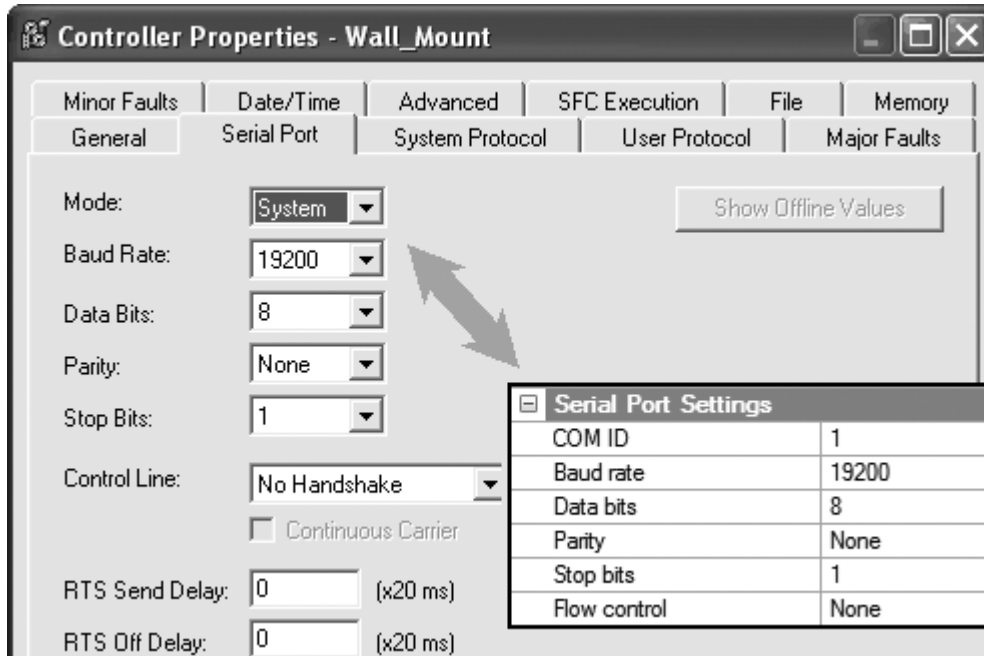 Controller Properties - Wall_Mount
Minor Faults Date/Time Advanced SFC Execution File Memory
General Serial Port System Protocol User Protocol Major Faults
Mode: System Show Offline Values
Baud Rate: 19200
Data Bits: 8
Parity: None
Stop Bits: 1
Control Line: No Handshake
Continuous Carrier
RTS Send Delay: 0 (x20 ms)
RTS Off Delay: 0 (x20 ms)
Serial Port Settings
COM ID 1
Baud rate 19200
Data bits 8
Parity None
Stop bits 1
Flow control None